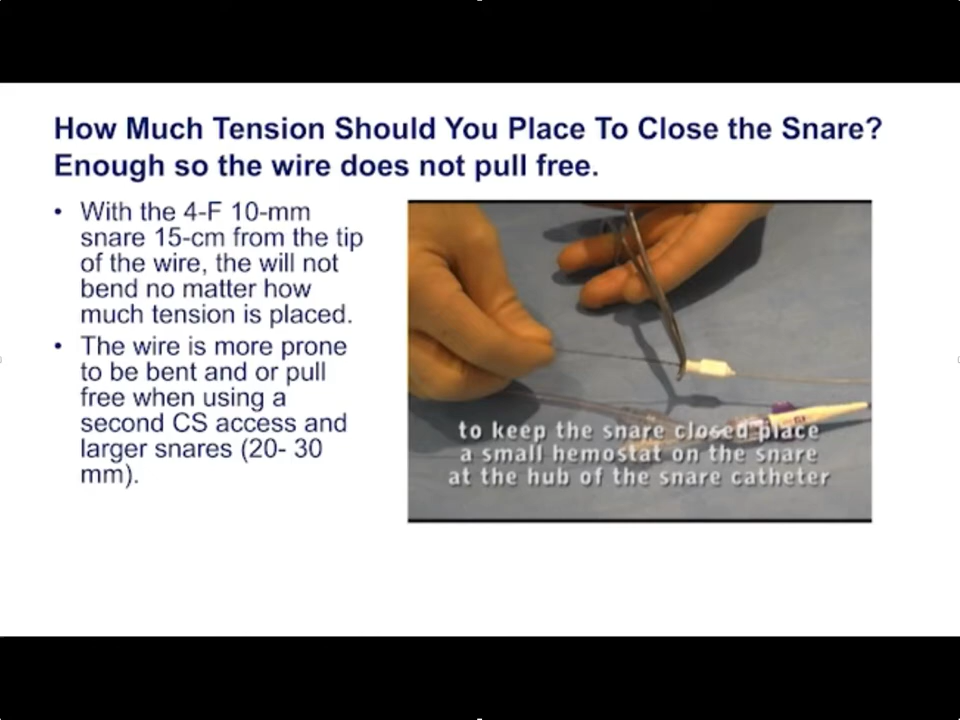 How Much Tension Should You Place To Close the Snare?
Enough so the wire does not pull free.
• With the 4-F 10-mm
snare 15-cm from the tip
of the wire, the will not
bend no matter how
much tension is placed.
• The wire is more prone
to be bent and or pull
free when using a
second CS access and
larger snares (20- 30
mm).
to keep the snare closed place
a small hemostat on the snare
at the hub of the snare catheter